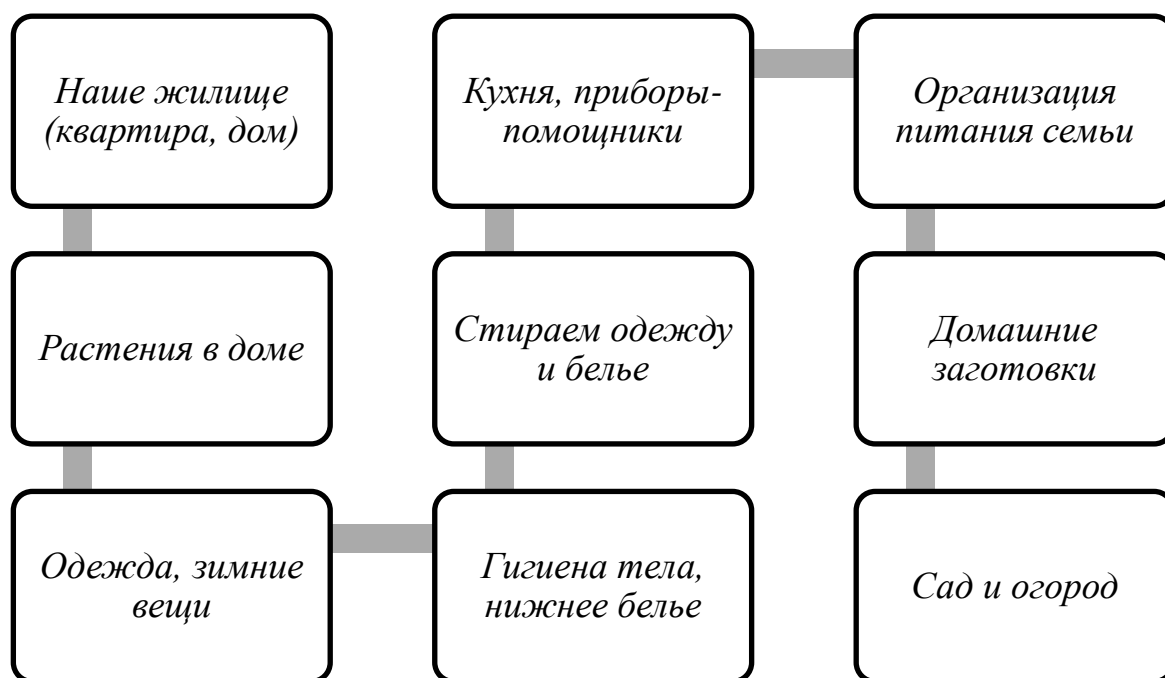 Наше жилище
(квартира, дом)
Растения в доме
Одежда, зимние
вещи
Гигиена тела,
нижнее белье
Стираем одежду
и белье
Кухня, приборы-
помощники
Организация
питания семьи
Домашние
заготовки
Сад и огород